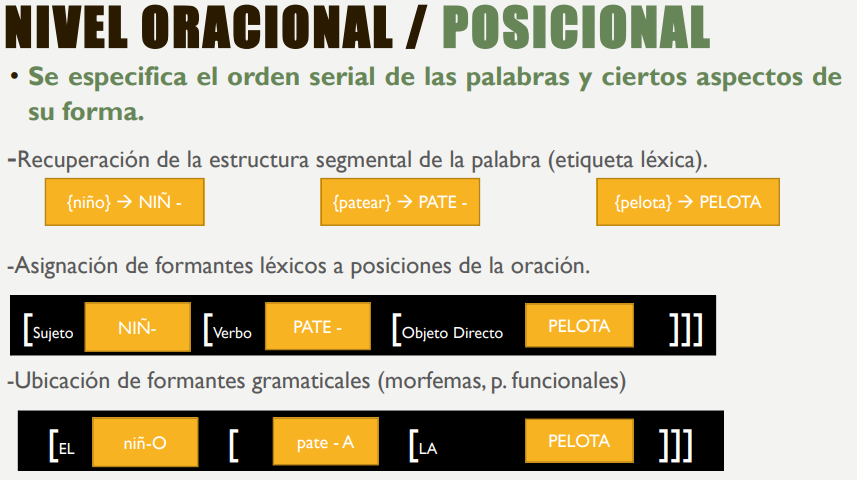 NIVEL ORACIONAL / POSICIONAL
• Se especifica el orden serial de las palabras y ciertos aspectos de
su forma.
-Recuperación de la estructura segmental de la palabra (etiqueta léxica).
{niño} → NIÑ - {patear} → PATE - {pelota} → PELOTA
-Asignación de formantes léxicos a posiciones de la oración.
[Sujeto NIÑ- [Verbo PATE - [Objeto Directo PELOTA ]]]
-Ubicación de formantes gramaticales (morfemas, p. funcionales)
[EL niñ-O [ pate - A [LA PELOTA ]]]